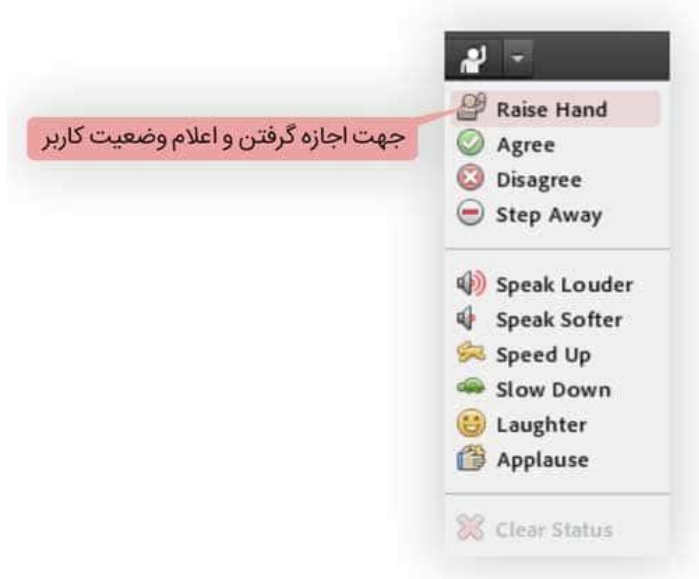 Raise Hand
جهت اجازه گرفتن و اعلام وضعیت کاربر
Agree
Disagree
Step Away
Speak Louder
Speak Softer
Speed Up
Slow Down
Laughter
Applause
Clear Status